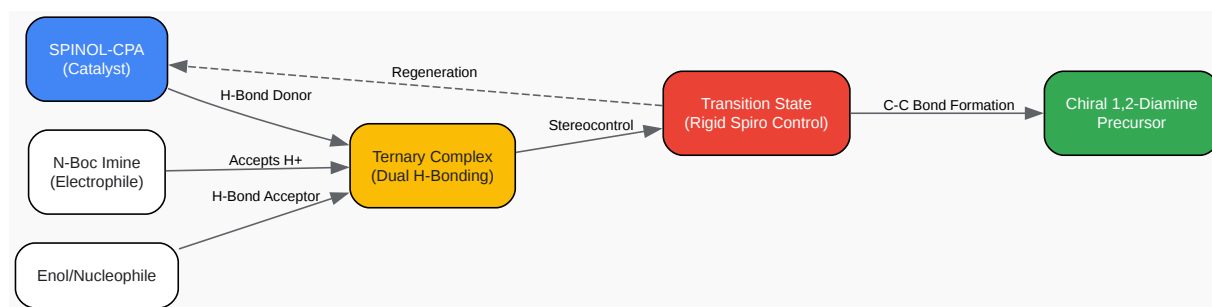 SPINOL-CPA
(Catalyst)
Regeneration
H-Bond Donor
N-Boc Imine
(Electrophile)
Accepts H+
H-Bond Acceptor
Enol/Nucleophile
Ternary Complex
(Dual H-Bonding)
Stereocontrol
Transition State
(Rigid Spiro Control)
C-C Bond Formation
Chiral 1,2-Diamine
Precursor